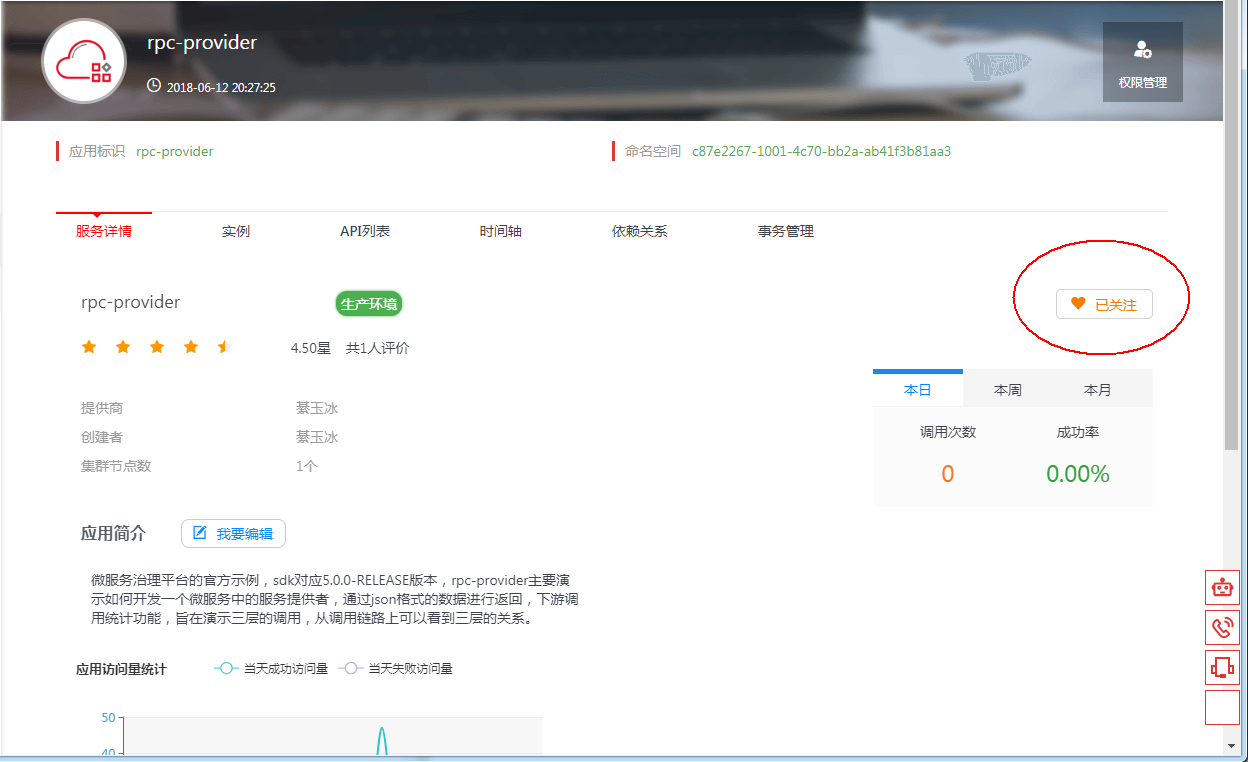 rpc-provider
2018-06-12 20:27:25
权限管理
应用标识 rpc-provider
命名空间 c87e2267-1001-4c70-bb2a-ab41f3b81aa3
服务详情 实例 API列表 时间轴 依赖关系 事务管理
rpc-provider 生产环境
已关注
4.50星 共1人评价
本日 本周 本月
调用次数 成功率
0 0.00%
提供商 綦玉冰
创建者 綦玉冰
集群节点数 1个
应用简介 我要编辑
微服务治理平台的官方示例，sdk对应5.0.0-RELEASE版本，rpc-provider主要演
示如何开发一个微服务中的服务提供者，通过json格式的数据进行返回，下游调
用统计功能，旨在演示三层的调用，从调用链路上可以看到三层的关系。
应用访问量统计 当天成功访问量 当天失败访问量
50
40